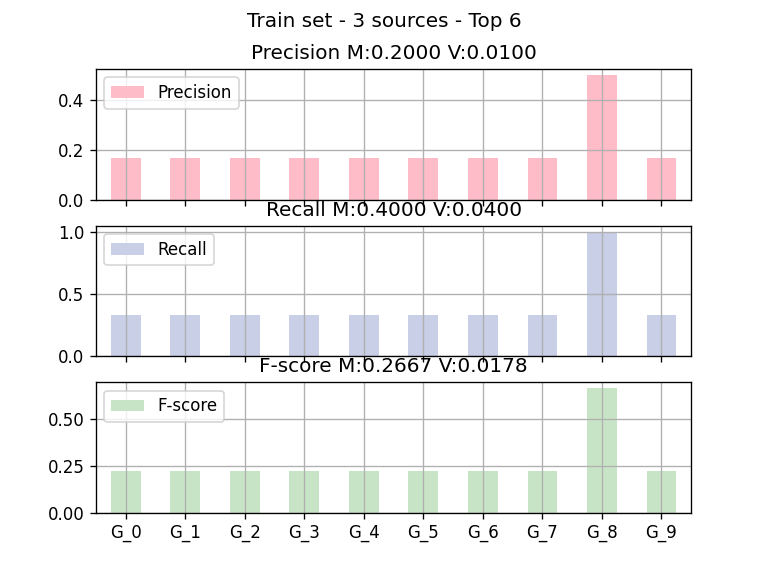 Train set - 3 sources - Top 6
Precision M:0.2000 V:0.0100
0.4
0.2
0.0
Precision
Recall M:0.4000 V:0.0400
1.0
0.5
0.0
Recall
F-score M:0.2667 V:0.0178
0.50
0.25
0.00
F-score
G_0 G_1 G_2 G_3 G_4 G_5 G_6 G_7 G_8 G_9